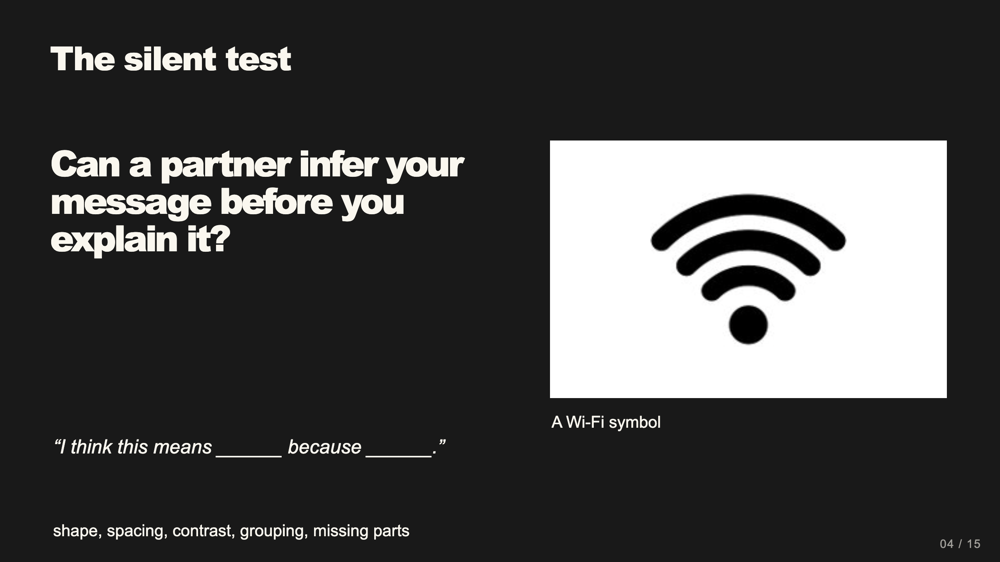 The silent test
Can a partner infer your
message before you
explain it?
“I think this means ______ because ______.”
shape, spacing, contrast, grouping, missing parts
A Wi-Fi symbol
04 / 15